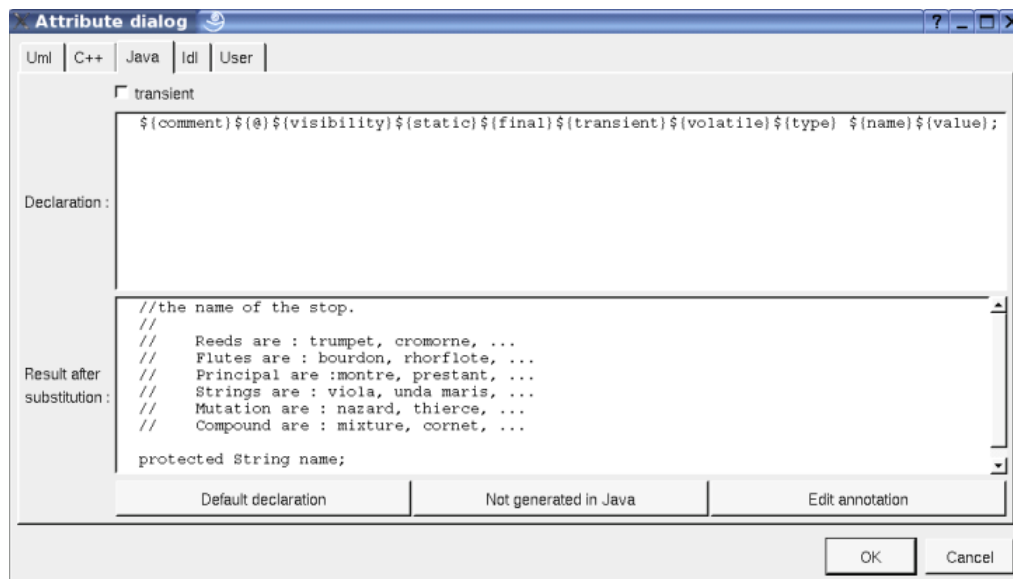 Attribute dialog
Uml C++ Java Idl User
transient
Declaration :
${comment}${@}${visibility}${static}${final}${transient}${volatile}${type} ${name}${value};
Result after
substitution :
//the name of the stop.
//
// Reeds are : trumpet, cromorne, ...
// Flutes are : bourdon, rhorflote, ...
// Principal are :montre, prestant, ...
// Strings are : viola, unda maris, ...
// Mutation are : nazard, thierce, ...
// Compound are : mixture, cornet, ...
protected String name;
Default declaration Not generated in Java Edit annotation
OK Cancel